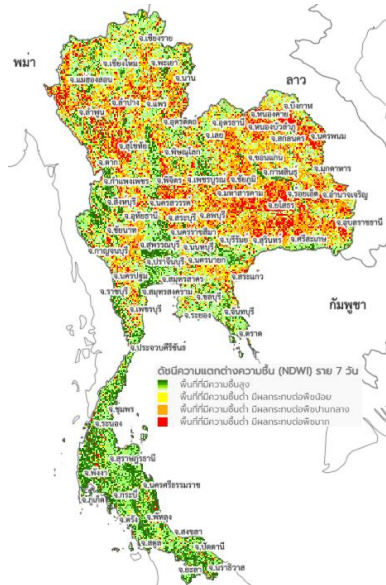 จ.เชียงราย
พม่า
จ.เชียงใหม่
จ.พะเยา
ลาว
จ.แม่ฮ่องสอน
จ.น่าน
จ.ลำปาง
จ.แพร่
จ.บึงกาฬ
จ.ลำพูน
จ.อุตรดิตถ์
จ.อุดรธานี
จ.หนองคาย
จ.เลย
จ.หนองบัวลำภู
จ.นครพนม
จ.สุโขทัย
จ.สกลนคร
จ.ตาก
จ.พิษณุโลก
จ.ขอนแก่น
จ.มุกดาหาร
จ.กำแพงเพชร
จ.พิจิตร
จ.เพชรบูรณ์
จ.ชัยภูมิ
จ.กาฬสินธุ์
จ.มหาสารคาม
จ.ร้อยเอ็ด
จ.อำนาจเจริญ
จ.สิงห์บุรี
จ.นครสวรรค์
จ.ยโสธร
จ.อุทัยธานี
จ.สระบุรี
จ.ลพบุรี
จ.อุบลราชธานี
จ.ชัยนาท
จ.นครราชสีมา
จ.บุรีรัมย์
จ.สุรินทร์
จ.ศรีสะเกษ
จ.กาญจนบุรี
จ.สุพรรณบุรี
จ.นนทบุรี
จ.ปราจีนบุรี
จ.นครนายก
จ.นครปฐม
จ.สมุทรสาคร
จ.สระแก้ว
จ.ราชบุรี
จ.สมุทรสงคราม
จ.ชลบุรี
กัมพูชา
จ.เพชรบุรี
จ.ระยอง
จ.จันทบุรี
จ.ตราด
จ.ประจวบคีรีขันธ์
ดัชนีความแตกต่างความชื้น (NDWI) ราย 7 วัน
พื้นที่ที่มีความชื้นสูง
พื้นที่ที่มีความชื้นต่ำ มีผลกระทบต่อพืชน้อย
พื้นที่ที่มีความชื้นต่ำ มีผลกระทบต่อพืชปานกลาง
พื้นที่ที่มีความชื้นต่ำ มีผลกระทบต่อพืชมาก
จ.ชุมพร
จ.ระนอง
จ.สุราษฎร์ธานี
จ.พังงา
จ.นครศรีธรรมราช
จ.กระบี่
จ.ภูเก็ต
จ.ตรัง
จ.พัทลุง
จ.สงขลา
จ.สตูล
จ.ปัตตานี
จ.ยะลา
จ.นราธิวาส